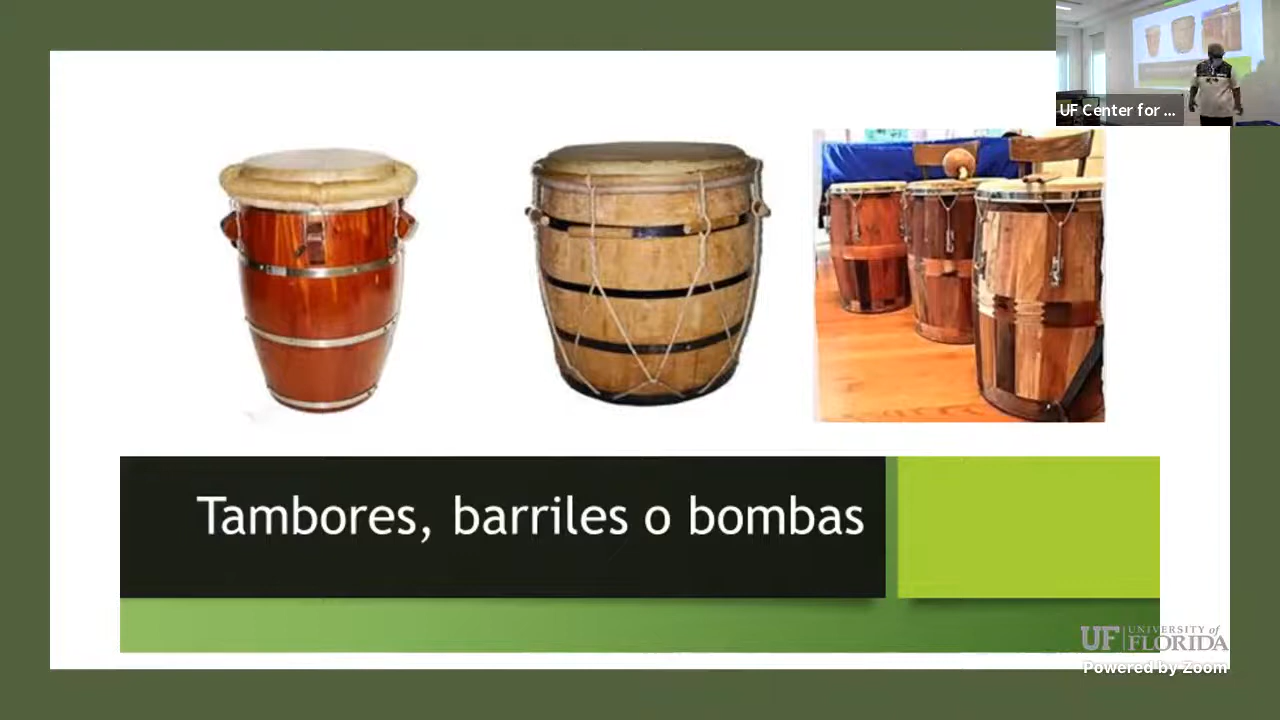 UF Center for ...
Tambores, barriles o bombas
UF UNIVERSITY of
FLORIDA
Powered by Zoom